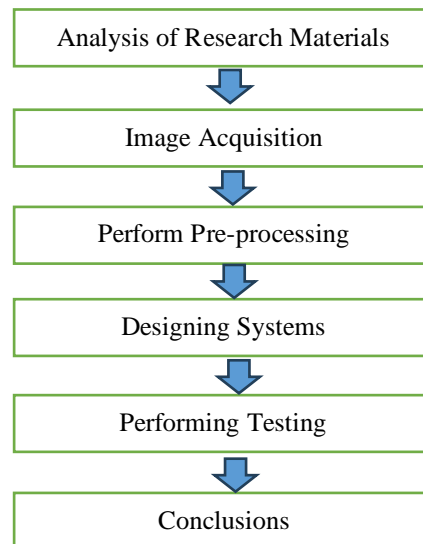 Analysis of Research Materials
Image Acquisition
Perform Pre-processing
Designing Systems
Performing Testing
Conclusions